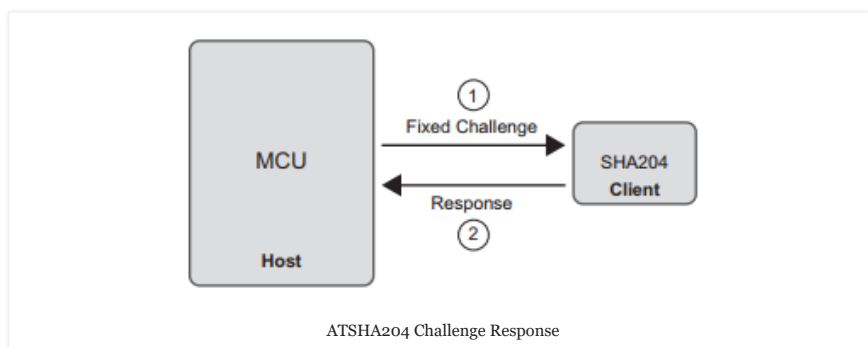 1
Fixed Challenge
MCU
SHA204
Client
Response
2
Host
ATSHA204 Challenge Response